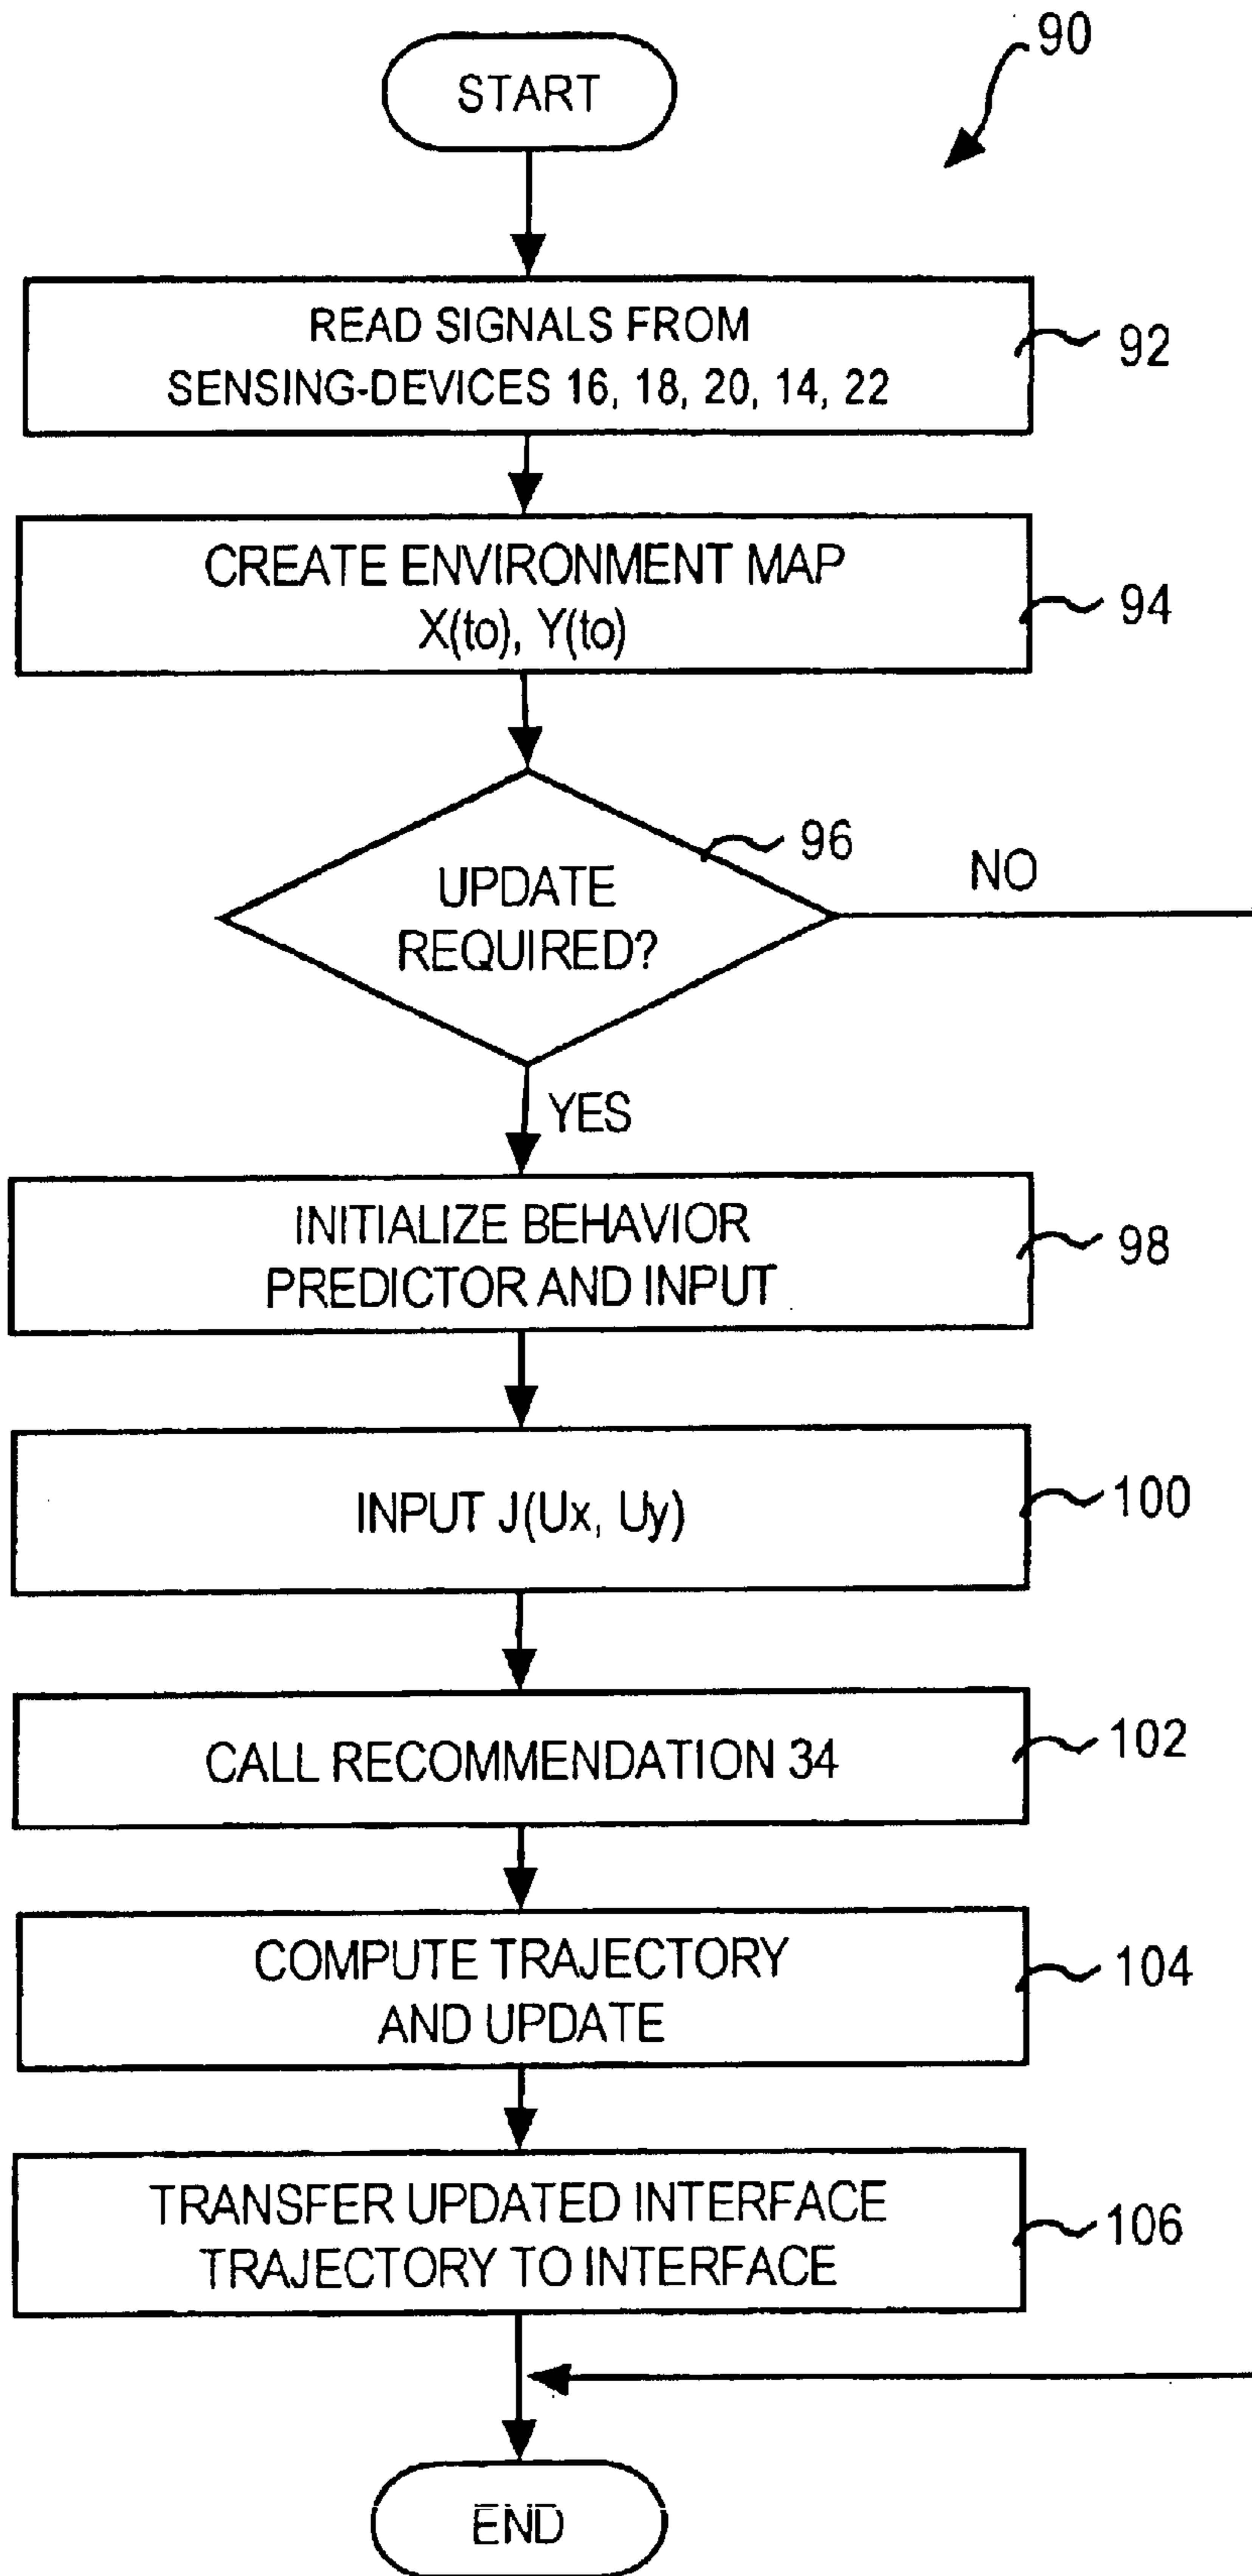 90
START
READ SIGNALS FROM
SENSING-DEVICES 16, 18, 20, 14, 22
92
CREATE ENVIRONMENT MAP
X(to), Y(to)
94
96
UPDATE
REQUIRED?
NO
YES
INITIALIZE BEHAVIOR
PREDICTOR AND INPUT
98
INPUT J(Ux, Uy)
100
CALL RECOMMENDATION 34
102
COMPUTE TRAJECTORY
AND UPDATE
104
TRANSFER UPDATED INTERFACE
TRAJECTORY TO INTERFACE
106
END